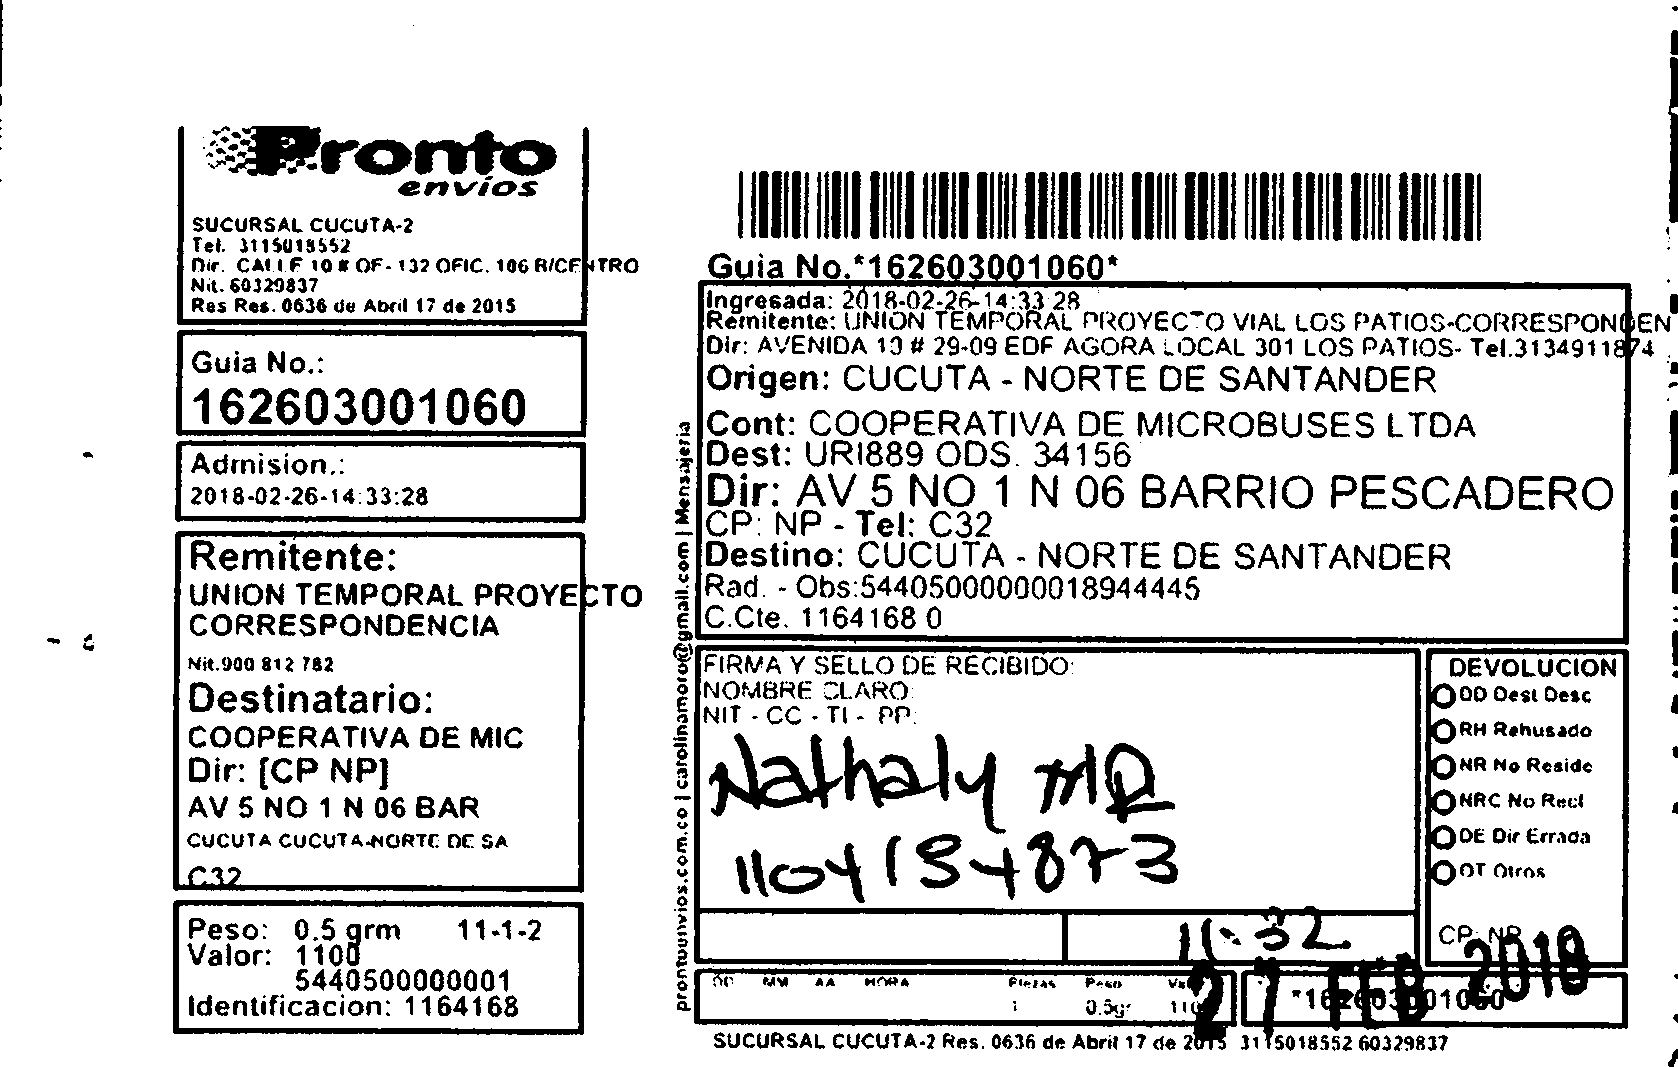 Pronto
envios
SUCURSAL CUCUTA-2
Tel. 3115018552
Dir. CALLE 10 # OF- 132 OFIC. 106 B/CENTRO
Nit. 60329837
Res Res. 0636 de Abril 17 de 2015
Guia No.:
162603001060
Admision.:
2018-02-26-14:33:28
Remitente:
UNION TEMPORAL PROYECTO
CORRESPONDENCIA
Nit.900 812 782
Destinatario:
COOPERATIVA DE MIC
Dir: [CP NP]
AV 5 NO 1 N 06 BAR
CUCUTA CUCUTA-NORTE DE SA
C32
Peso: 0.5 grm 11-1-2
Valor: 1100
5440500000001
Identificacion: 1164168
Guia No.*162603001060*
Ingresada: 2018-02-26-14:33:28
Remitente: UNION TEMPORAL PROYECTO VIAL LOS PATIOS-CORRESPONDEN
Dir: AVENIDA 10 # 29-09 EDF AGORA LOCAL 301 LOS PATIOS- Tel.3134911874
Origen: CUCUTA - NORTE DE SANTANDER
Cont: COOPERATIVA DE MICROBUSES LTDA
Dest: URI889 ODS. 34156
Dir: AV 5 NO 1 N 06 BARRIO PESCADERO
CP: NP - Tel: C32
Destino: CUCUTA - NORTE DE SANTANDER
Rad. - Obs:54405000000018944445
C.Cte. 1164168 0
FIRMA Y SELLO DE RECIBIDO:
NOMBRE CLARO:
NIT - CC - TI - PP:
Nathaly MR
1104134873
11:32
27 FEB 2018
DEVOLUCION
DD Dest Desc
RH Rehusado
NR No Reside
NRC No Recl
DE Dir Errada
OT Otros
CP: NP
DD MM AA HORA Piezas Peso
1 0.5gr
*162603001060
SUCURSAL CUCUTA-2 Res. 0636 de Abril 17 de 2015 3115018552 60329837
prontoenvios.com.co | carolinamoro@gmail.com | Mensajeria